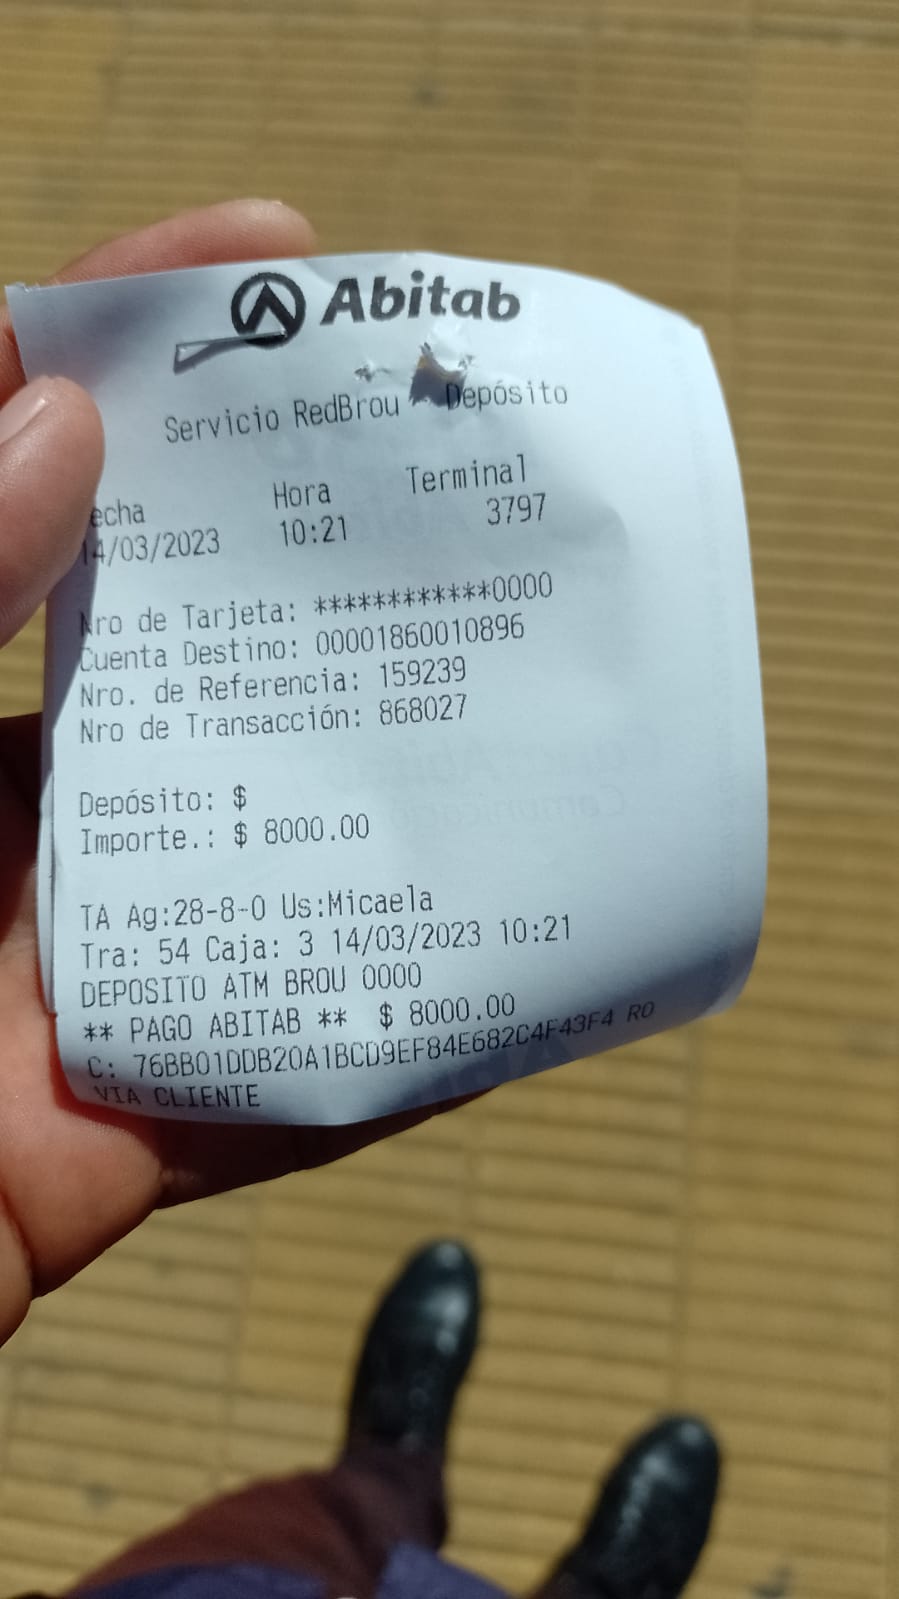 Abitab
Servicio RedBrou - Depósito
echa Hora Terminal
14/03/2023 10:21 3797
Nro de Tarjeta: ************0000
Cuenta Destino: 00001860010896
Nro. de Referencia: 159239
Nro de Transacción: 868027
Depósito: $
Importe.: $ 8000.00
TA Ag:28-8-0 Us:Micaela
Tra: 54 Caja: 3 14/03/2023 10:21
DEPOSITO ATM BROU 0000
** PAGO ABITAB ** $ 8000.00
C: 76BB01DDB20A1BCD9EF84E682C4F43F4 RO
VIA CLIENTE